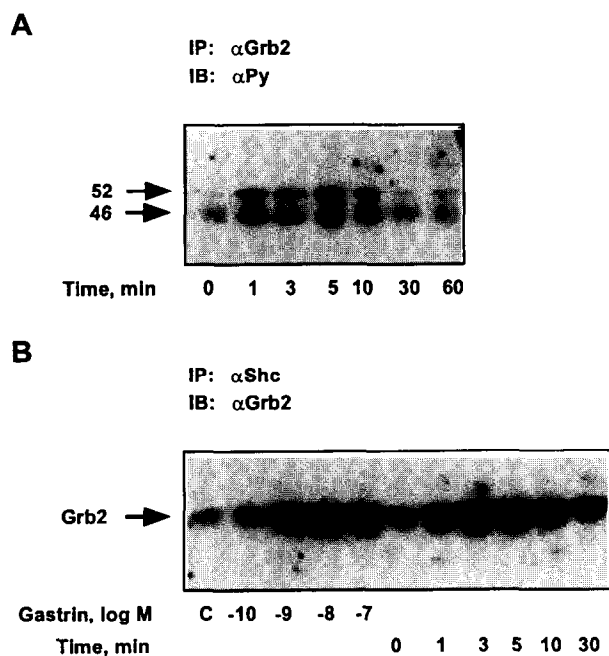 A
IP: αGrb2
IB: αPy
52
46
Time, min 0 1 3 5 10 30 60
B
IP: αShc
IB: αGrb2
Grb2
Gastrin, log M C -10 -9 -8 -7
Time, min 0 1 3 5 10 30